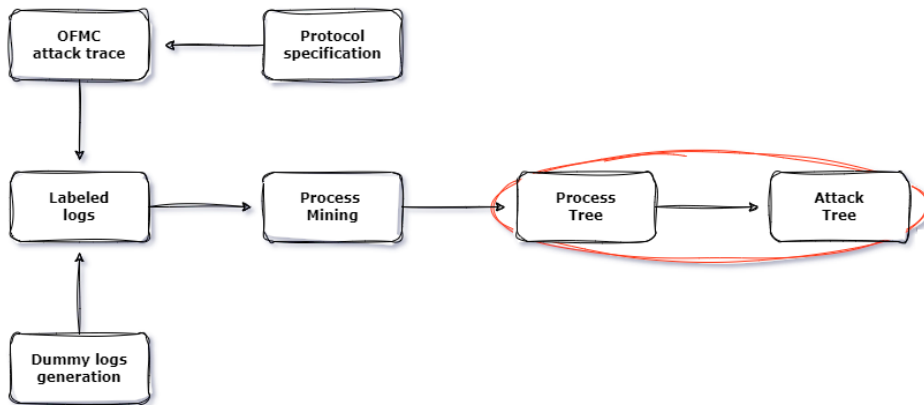 OFMC
attack trace
Protocol
specification
Labeled
logs
Process
Mining
Process
Tree
Attack
Tree
Dummy logs
generation